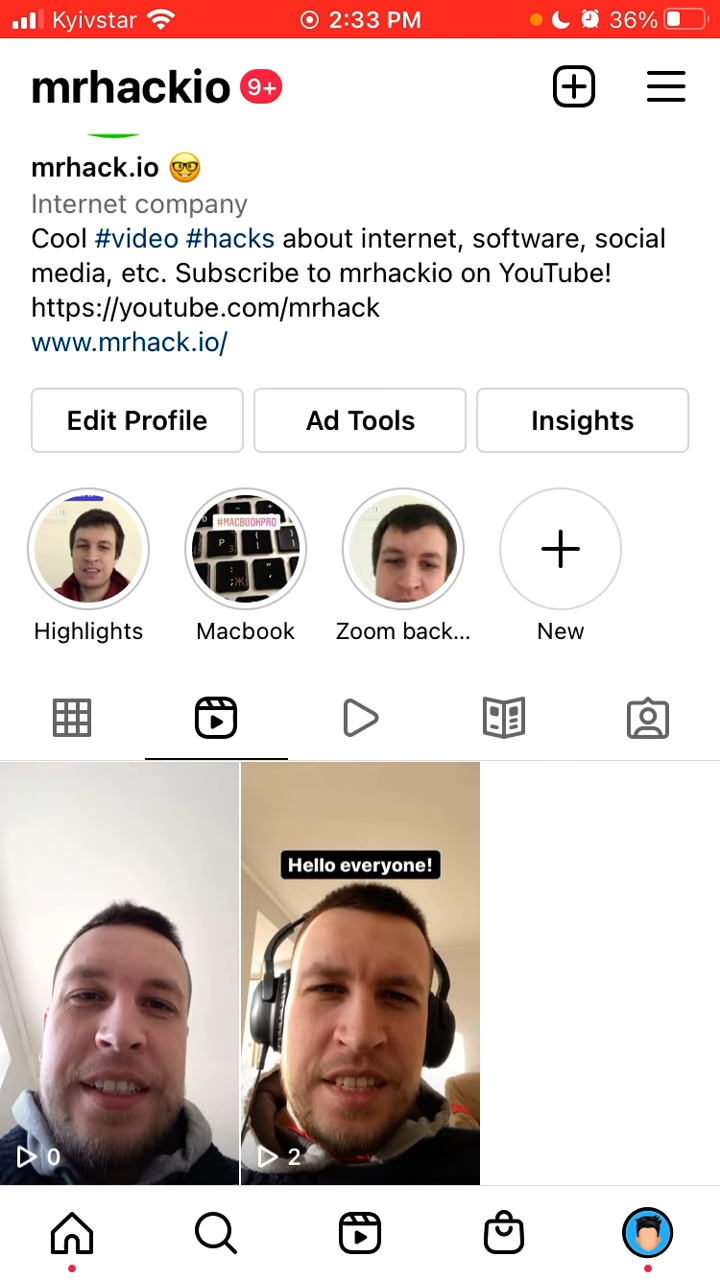 Kyivstar 2:33 PM 36%
mrhackio 9+
mrhack.io
Internet company
Cool #video #hacks about internet, software, social
media, etc. Subscribe to mrhackio on YouTube!
https://youtube.com/mrhack
www.mrhack.io/
Edit Profile Ad Tools Insights
#MACBOOKPRO
P
З
Ж
Highlights Macbook Zoom back... New
Hello everyone!
0 2